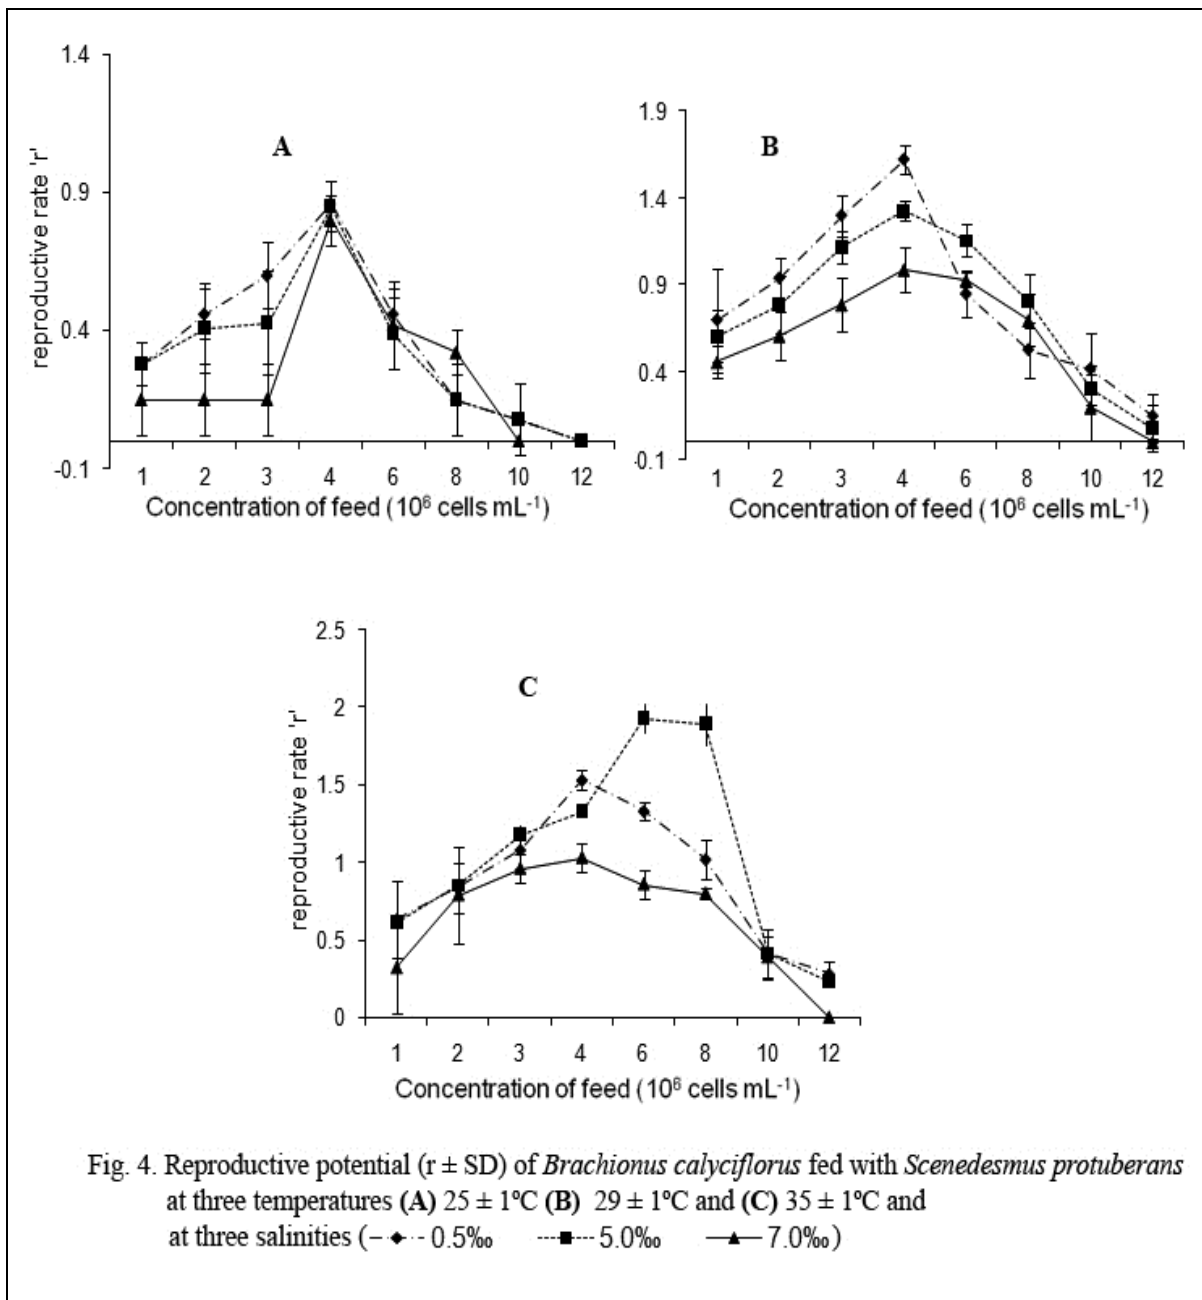 1.4
0.9
0.4
-0.1
reproductive rate 'r'
A
1 2 3 4 6 8 10 12
Concentration of feed (10⁶ cells mL⁻¹)
1.9
1.4
0.9
0.4
-0.1
B
1 2 3 4 6 8 10 12
Concentration of feed (10⁶ cells mL⁻¹)
2.5
2
1.5
1
0.5
0
reproductive rate 'r'
C
1 2 3 4 6 8 10 12
Concentration of feed (10⁶ cells mL⁻¹)
Fig. 4. Reproductive potential (r ± SD) of Brachionus calyciflorus fed with Scenedesmus protuberans
at three temperatures (A) 25 ± 1ºC (B) 29 ± 1ºC and (C) 35 ± 1ºC and
at three salinities ( 0.5‰ 5.0‰ 7.0‰)